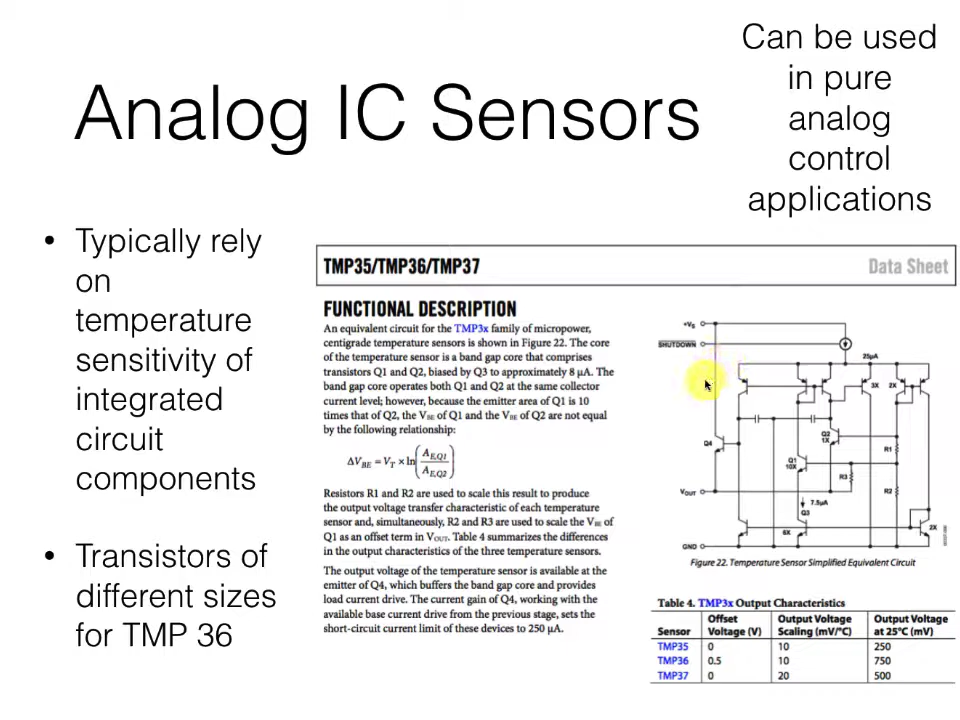 Can be used
in pure
analog
control
applications
Analog IC Sensors
• Typically rely
on
temperature
sensitivity of
integrated
circuit
components
• Transistors of
different sizes
for TMP 36
TMP35/TMP36/TMP37 Data Sheet
FUNCTIONAL DESCRIPTION
An equivalent circuit for the TMP3x family of micropower,
centigrade temperature sensors is shown in Figure 22. The core
of the temperature sensor is a band gap core that comprises
transistors Q1 and Q2, biased by Q3 to approximately 8 μA. The
band gap core operates both Q1 and Q2 at the same collector
current level; however, because the emitter area of Q1 is 10
times that of Q2, the VBE of Q1 and the VBE of Q2 are not equal
by the following relationship:
ΔVBE = VT × ln(AE,Q1/AE,Q2)
Resistors R1 and R2 are used to scale this result to produce
the output voltage transfer characteristic of each temperature
sensor and, simultaneously, R2 and R3 are used to scale the VBE of
Q1 as an offset term in VOUT. Table 4 summarizes the differences
in the output characteristics of the three temperature sensors.
The output voltage of the temperature sensor is available at the
emitter of Q4, which buffers the band gap core and provides
load current drive. The current gain of Q4, working with the
available base current drive from the previous stage, sets the
short-circuit current limit of these devices to 250 μA.
+VS
SHUTDOWN
25μA
3X 2X
Q4
Q2
1X
R1
Q1
10X
R3
VOUT
R2
7.5μA
Q3
6X
2X
GND
Figure 22. Temperature Sensor Simplified Equivalent Circuit
Table 4. TMP3x Output Characteristics
Sensor Offset Voltage (V) Output Voltage Scaling (mV/°C) Output Voltage at 25°C (mV)
TMP35 0 10 250
TMP36 0.5 10 750
TMP37 0 20 500